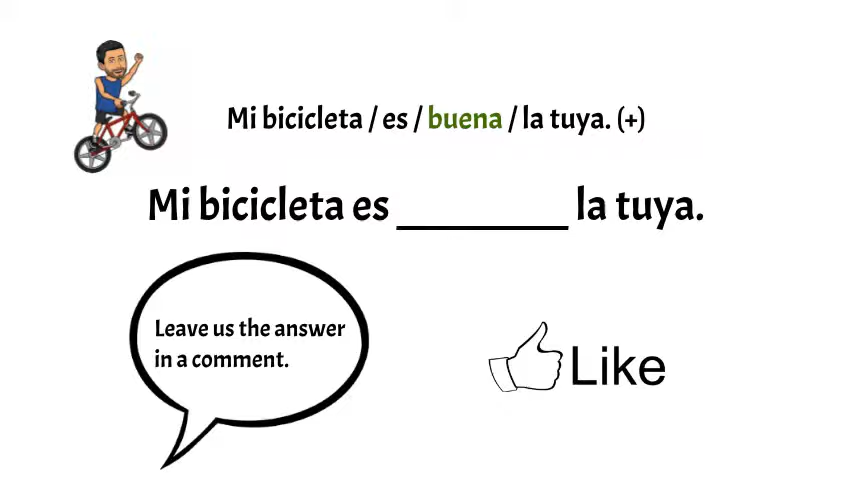 Mi bicicleta / es / buena / la tuya. (+)
Mi bicicleta es ________ la tuya.
Leave us the answer
in a comment.
Like